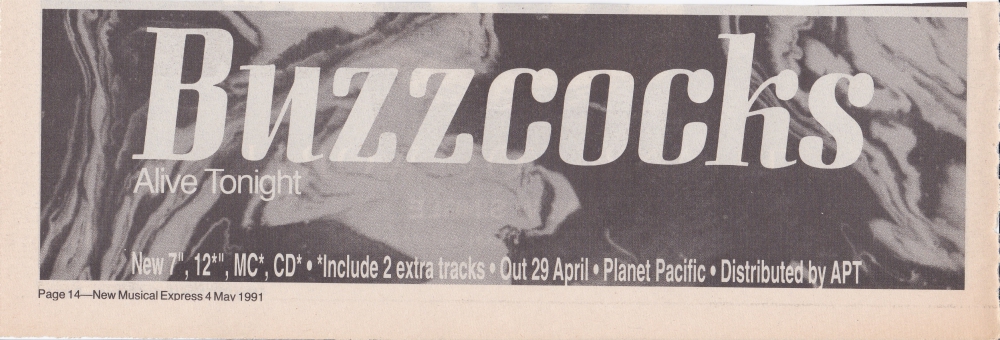 Buzzcocks
Alive Tonight
New 7", 12*", MC*, CD* • *Include 2 extra tracks • Out 29 April • Planet Pacific • Distributed by APT
Page 14—New Musical Express 4 May 1991